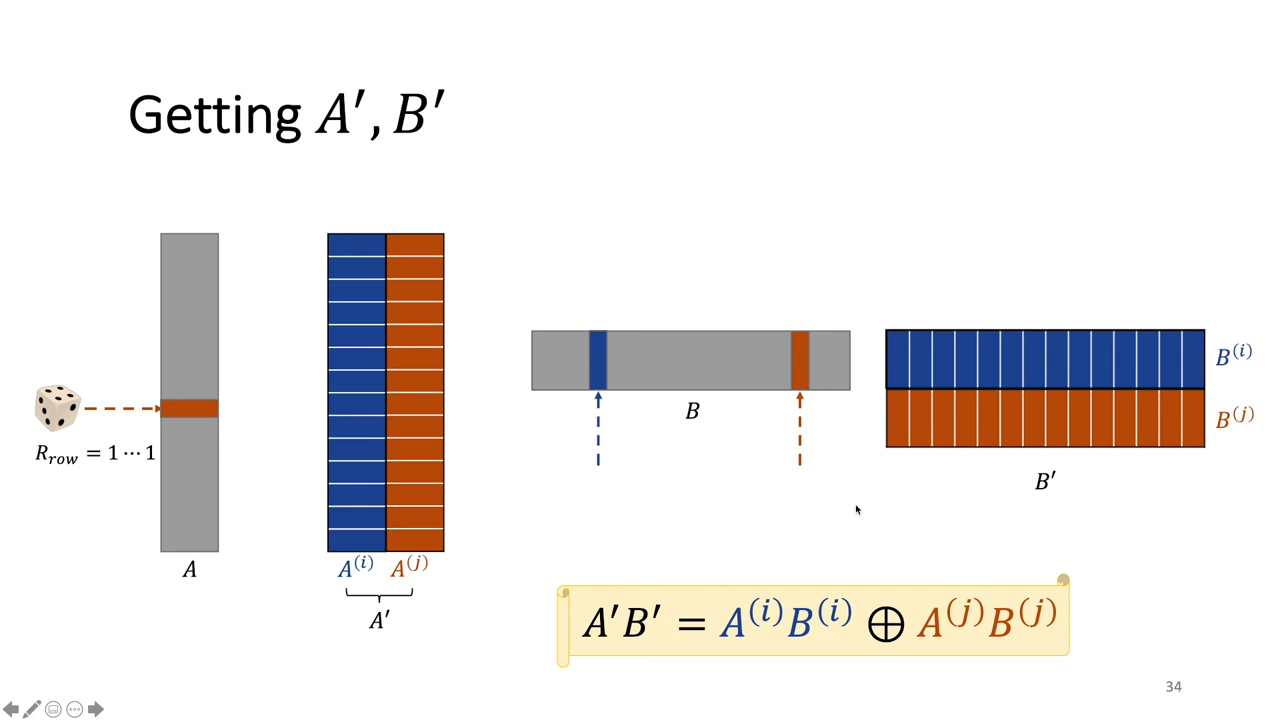 Getting A′, B′
R_row = 1 ⋯ 1
A
A^(i) A^(j)
A′
B
B^(i)
B^(j)
B′
A′B′ = A^(i)B^(i) ⊕ A^(j)B^(j)
34